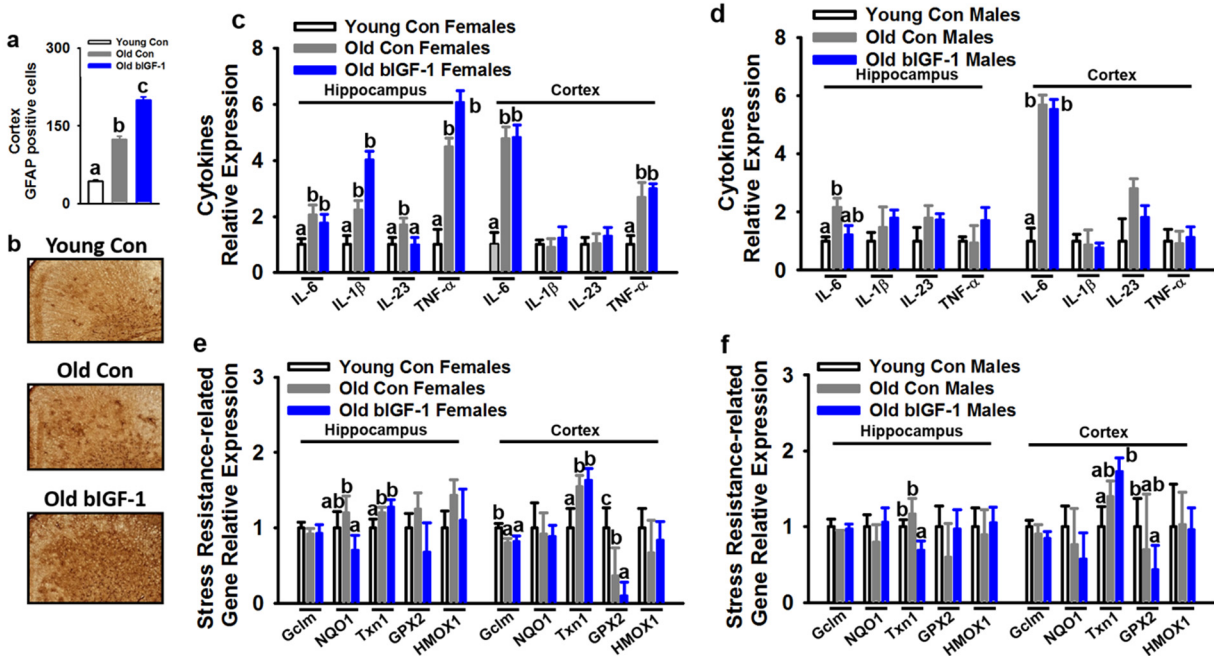 a
Young Con
Old Con
Old bIGF-1
Cortex
GFAP positive cells
300
150
0
a
b
c
b
Young Con
Old Con
Old bIGF-1
c
Young Con Females
Old Con Females
Old bIGF-1 Females
Hippocampus
Cortex
Cytokines
Relative Expression
8
6
4
2
0
a b b
a b b
a b a
a b b
a b b
a b b
IL-6
IL-1β
IL-23
TNF-α
IL-6
IL-1β
IL-23
TNF-α
d
Young Con Males
Old Con Males
Old bIGF-1 Males
Hippocampus
Cortex
Cytokines
Relative Expression
8
6
4
2
0
a b ab
a b b
IL-6
IL-1β
IL-23
TNF-α
IL-6
IL-1β
IL-23
TNF-α
e
Young Con Females
Old Con Females
Old bIGF-1 Females
Hippocampus
Cortex
Stress Resistance-related
Gene Relative Expression
3
2
1
0
ab b a
a b b
b a a
a b b
c b a
Gclm
NQO1
Txn1
GPX2
HMOX1
Gclm
NQO1
Txn1
GPX2
HMOX1
f
Young Con Males
Old Con Males
Old bIGF-1 Males
Hippocampus
Cortex
Stress Resistance-related
Gene Relative Expression
3
2
1
0
b b a
a ab b
b ab a
Gclm
NQO1
Txn1
GPX2
HMOX1
Gclm
NQO1
Txn1
GPX2
HMOX1